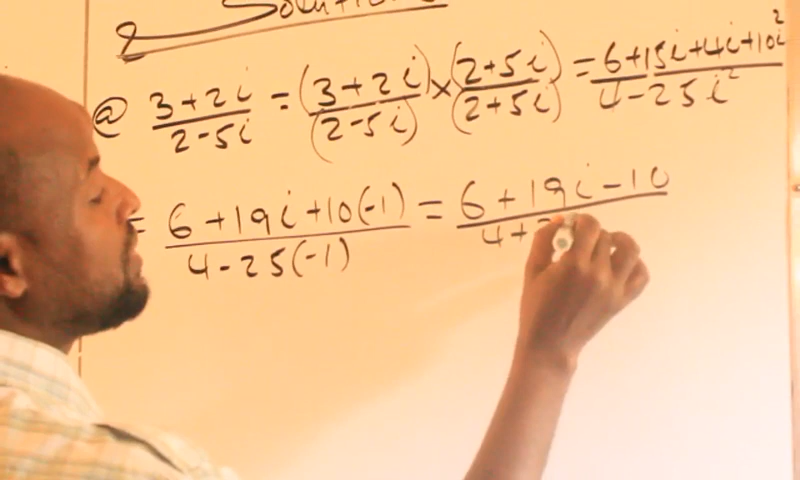 Solution
@ 3+2i/2-5i = (3+2i)/(2-5i) × (2+5i)/(2+5i) = 6+15i+4i+10i²/4-25i²
= 6+19i+10(-1)/4-25(-1) = 6+19i-10/4+